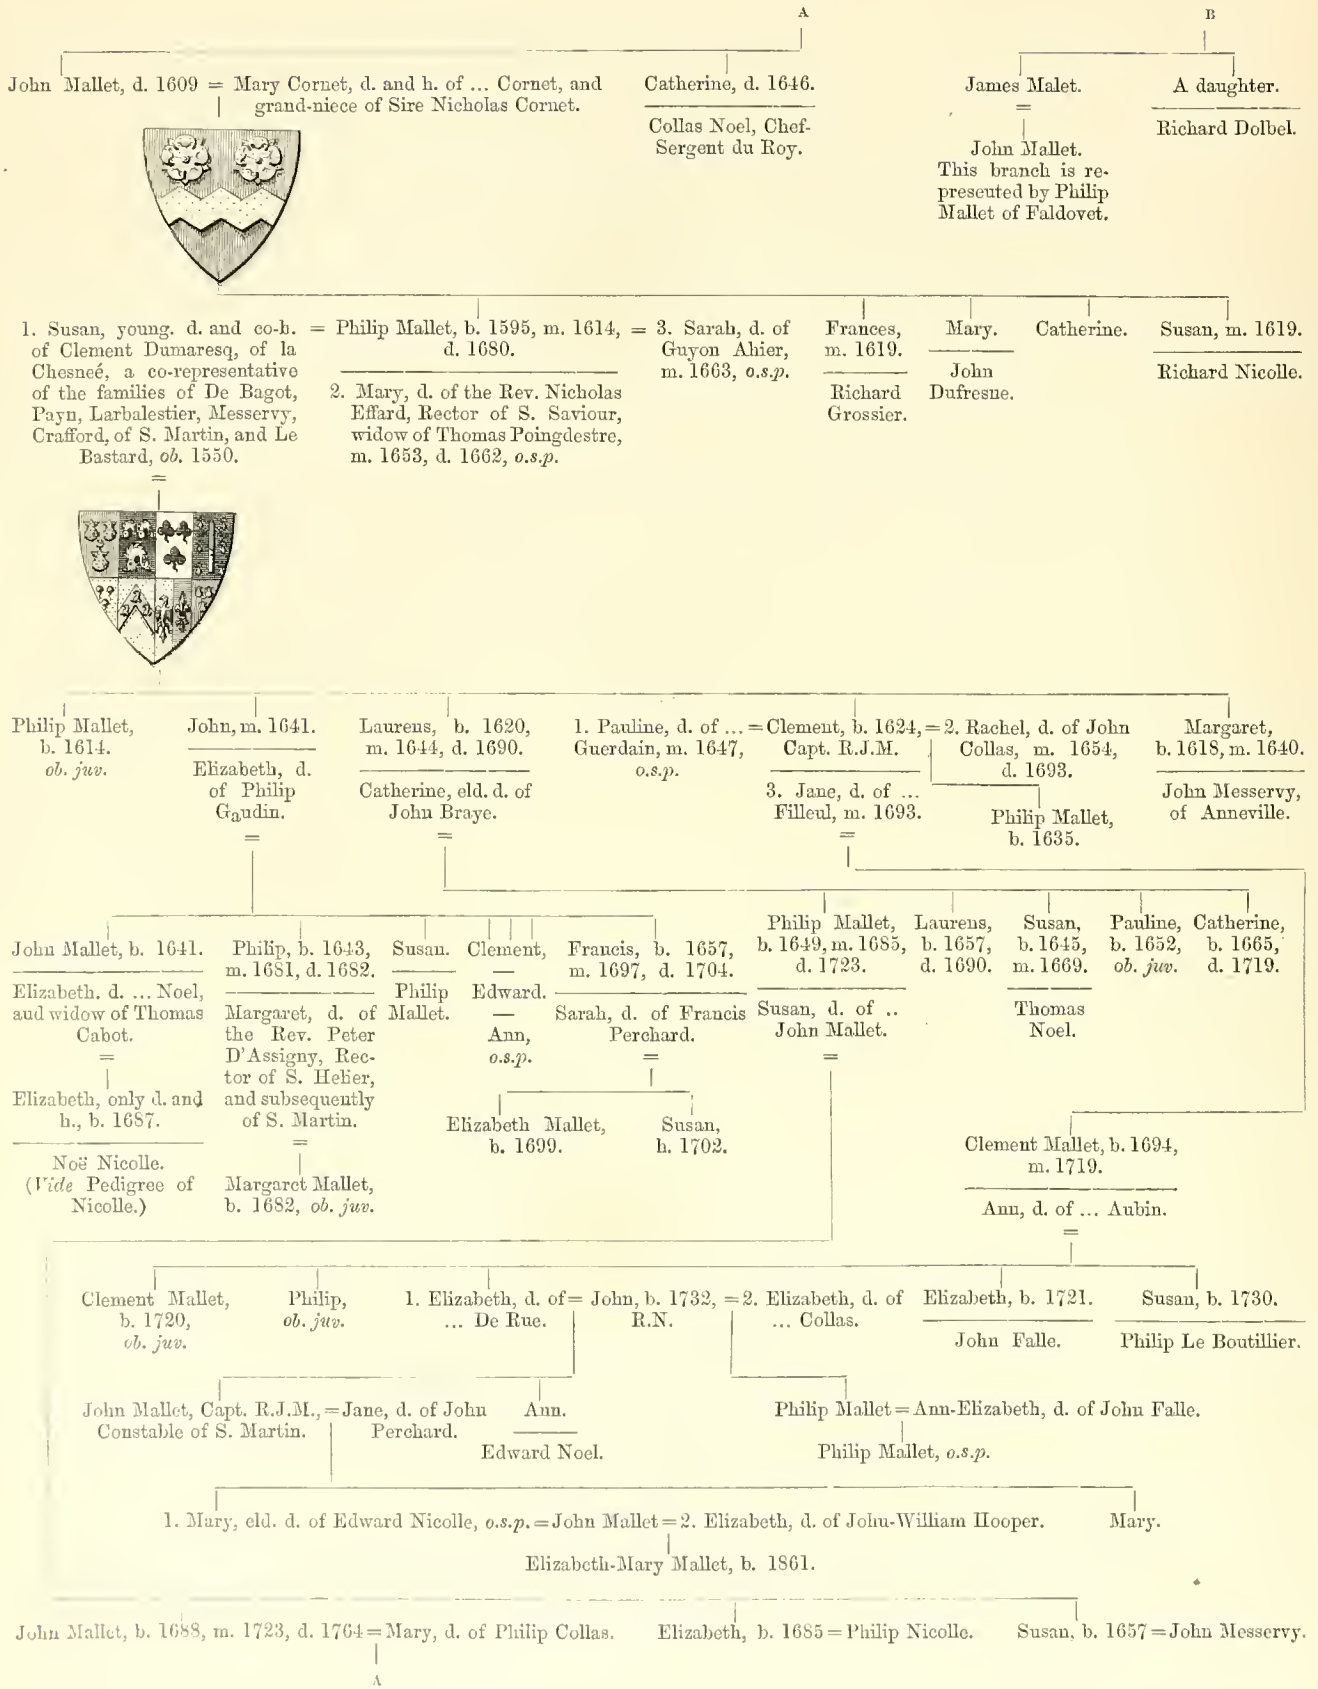 A
B
John Mallet, d. 1609 = Mary Cornet, d. and h. of ... Cornet, and
grand-niece of Sire Nicholas Cornet.
Catherine, d. 1646.
Collas Noel, Chef-
Sergent du Roy.
James Malet.
=
John Mallet.
This branch is re-
presented by Philip
Mallet of Faldovet.
A daughter.
Richard Dolbel.
1. Susan, young. d. and co-h.
of Clement Dumaresq, of la
Chesneé, a co-representative
of the families of De Bagot,
Payn, Larbalestier, Messervy,
Crafford, of S. Martin, and Le
Bastard, ob. 1550.
=
= Philip Mallet, b. 1595, m. 1614, =
d. 1680.
2. Mary, d. of the Rev. Nicholas
Effard, Rector of S. Saviour,
widow of Thomas Poingdestre,
m. 1653, d. 1662, o.s.p.
3. Sarah, d. of
Guyon Ahier,
m. 1663, o.s.p.
Frances,
m. 1619.
Richard
Grossier.
Mary.
John
Dufresne.
Catherine.
Susan, m. 1619.
Richard Nicolle.
Philip Mallet,
b. 1614.
ob. juv.
John, m. 1641.
Elizabeth, d.
of Philip
Gaudin.
=
Laurens, b. 1620,
m. 1644, d. 1690.
Catherine, eld. d. of
John Braye.
=
1. Pauline, d. of ...
Guerdain, m. 1647,
o.s.p.
= Clement, b. 1624, =
Capt. R.J.M.
3. Jane, d. of ...
Filleul, m. 1693.
=
2. Rachel, d. of John
Collas, m. 1654,
d. 1693.
Philip Mallet,
b. 1635.
Margaret,
b. 1618, m. 1640.
John Messervy,
of Anneville.
John Mallet, b. 1641.
Elizabeth. d. ... Noel,
and widow of Thomas
Cabot.
=
Elizabeth, only d. and
h., b. 1687.
Noë Nicolle.
(Vide Pedigree of
Nicolle.)
Philip, b. 1643,
m. 1681, d. 1682.
Margaret, d. of
the Rev. Peter
D'Assigny, Rec-
tor of S. Helier,
and subsequently
of S. Martin.
=
Margaret Mallet,
b. 1682, ob. juv.
Susan.
Philip
Mallet.
Clement,
—
Edward.
—
Ann,
o.s.p.
Francis, b. 1657,
m. 1697, d. 1704.
Sarah, d. of Francis
Perchard.
=
Elizabeth Mallet,
b. 1699.
Susan,
b. 1702.
Philip Mallet,
b. 1649, m. 1685,
d. 1723.
Susan, d. of ..
John Mallet.
=
Laurens,
b. 1657,
d. 1690.
Susan,
b. 1645,
m. 1669.
Thomas
Noel.
Pauline,
b. 1652,
ob. juv.
Catherine,
b. 1665,
d. 1719.
Clement Mallet, b. 1694,
m. 1719.
Ann, d. of ... Aubin.
=
Clement Mallet,
b. 1720,
ob. juv.
Philip,
ob. juv.
1. Elizabeth, d. of
... De Rue.
= John, b. 1732, =
R.N.
2. Elizabeth, d. of
... Collas.
Elizabeth, b. 1721.
John Falle.
Susan, b. 1730.
Philip Le Boutillier.
John Mallet, Capt. R.J.M., = Jane, d. of John
Constable of S. Martin. Perchard.
Ann.
Edward Noel.
Philip Mallet = Ann-Elizabeth, d. of John Falle.
Philip Mallet, o.s.p.
1. Mary, eld. d. of Edward Nicolle, o.s.p. = John Mallet = 2. Elizabeth, d. of John-William Hooper.
Mary.
Elizabeth-Mary Mallet, b. 1861.
John Mallet, b. 1688, m. 1723, d. 1764 = Mary, d. of Philip Collas.
Elizabeth, b. 1685 = Philip Nicolle.
Susan, b. 1657 = John Messervy.
A